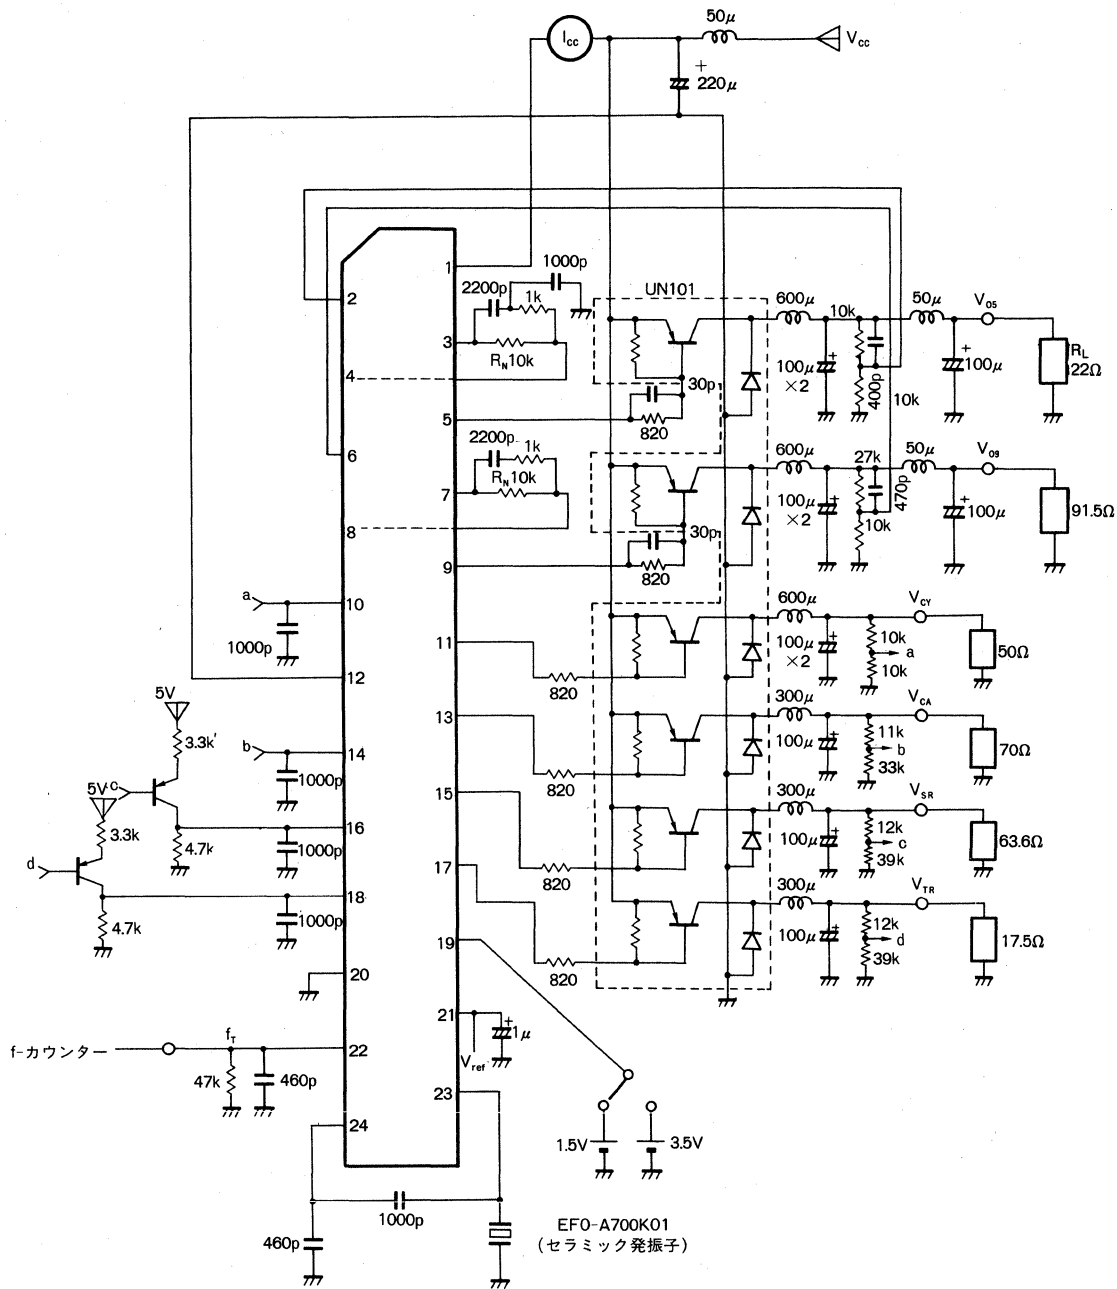 50μ
Icc
Vcc
+
220μ
1
2
3
4
5
6
7
8
9
10
11
12
13
14
15
16
17
18
19
20
21
22
23
24
1000p
2200p
1k
RN 10k
UN101
600μ
10k
50μ
VO5
+
100μ
×2
400p
10k
+
100μ
RL
22Ω
30p
820
2200p
1k
RN 10k
600μ
27k
50μ
VO9
+
100μ
×2
470p
10k
+
100μ
91.5Ω
30p
820
a
1000p
600μ
VCY
+
100μ
×2
10k
a
10k
50Ω
820
5V
3.3k
300μ
VCA
+
100μ
11k
b
33k
70Ω
820
b
1000p
5V
c
3.3k
300μ
VSR
+
100μ
12k
c
39k
63.6Ω
820
4.7k
1000p
d
300μ
VTR
+
100μ
12k
d
39k
17.5Ω
820
4.7k
1000p
+
1μ
Vref
f-カウンター
fT
47k
460p
1.5V
3.5V
1000p
460p
EFO-A700K01
(セラミック発振子)